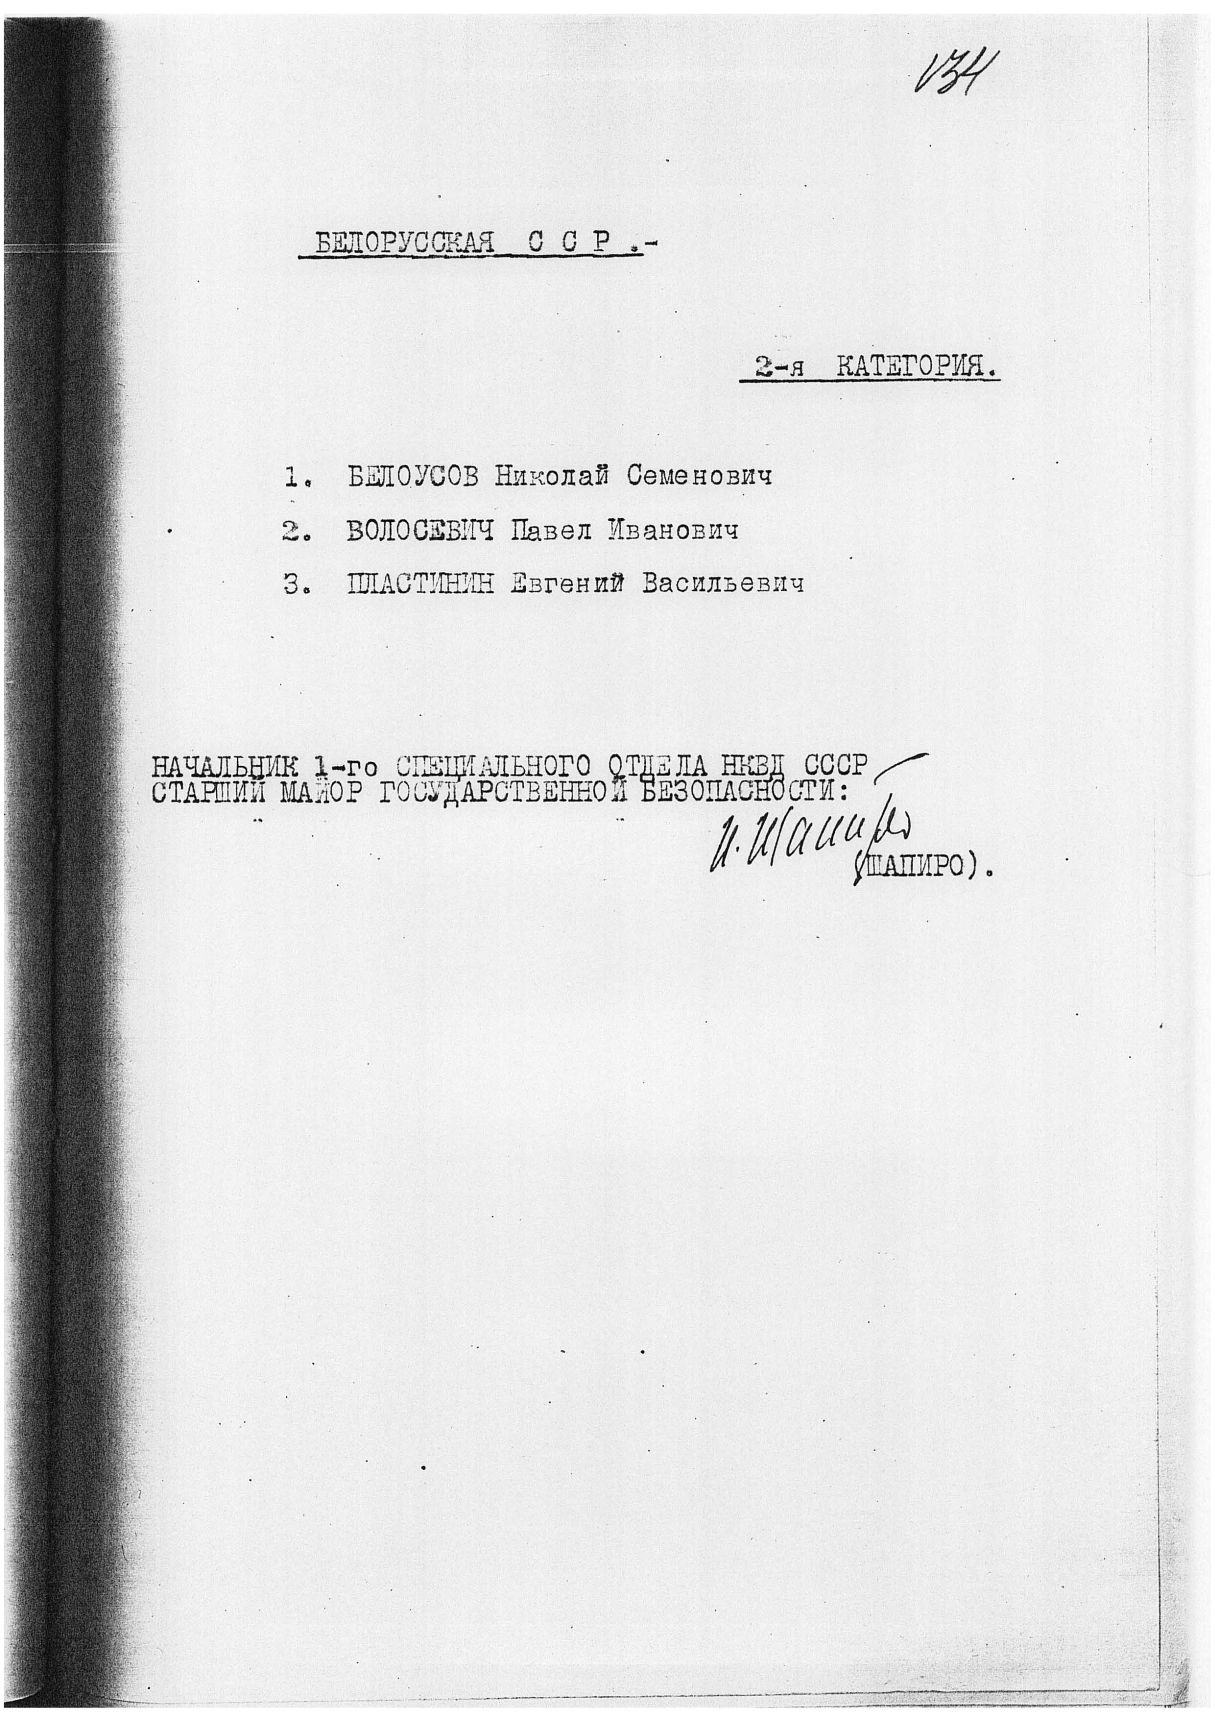 134
БЕЛОРУССКАЯ С С Р .-
2-я КАТЕГОРИЯ.
1. БЕЛОУСОВ Николай Семенович
2. ВОЛОСЕВИЧ Павел Иванович
3. ПЛАСТИНИН Евгений Васильевич
НАЧАЛЬНИК 1-го СПЕЦИАЛЬНОГО ОТДЕЛА НКВД СССР
СТАРШИЙ МАЙОР ГОСУДАРСТВЕННОЙ БЕЗОПАСНОСТИ:
И. Шапиро
(ШАПИРО).